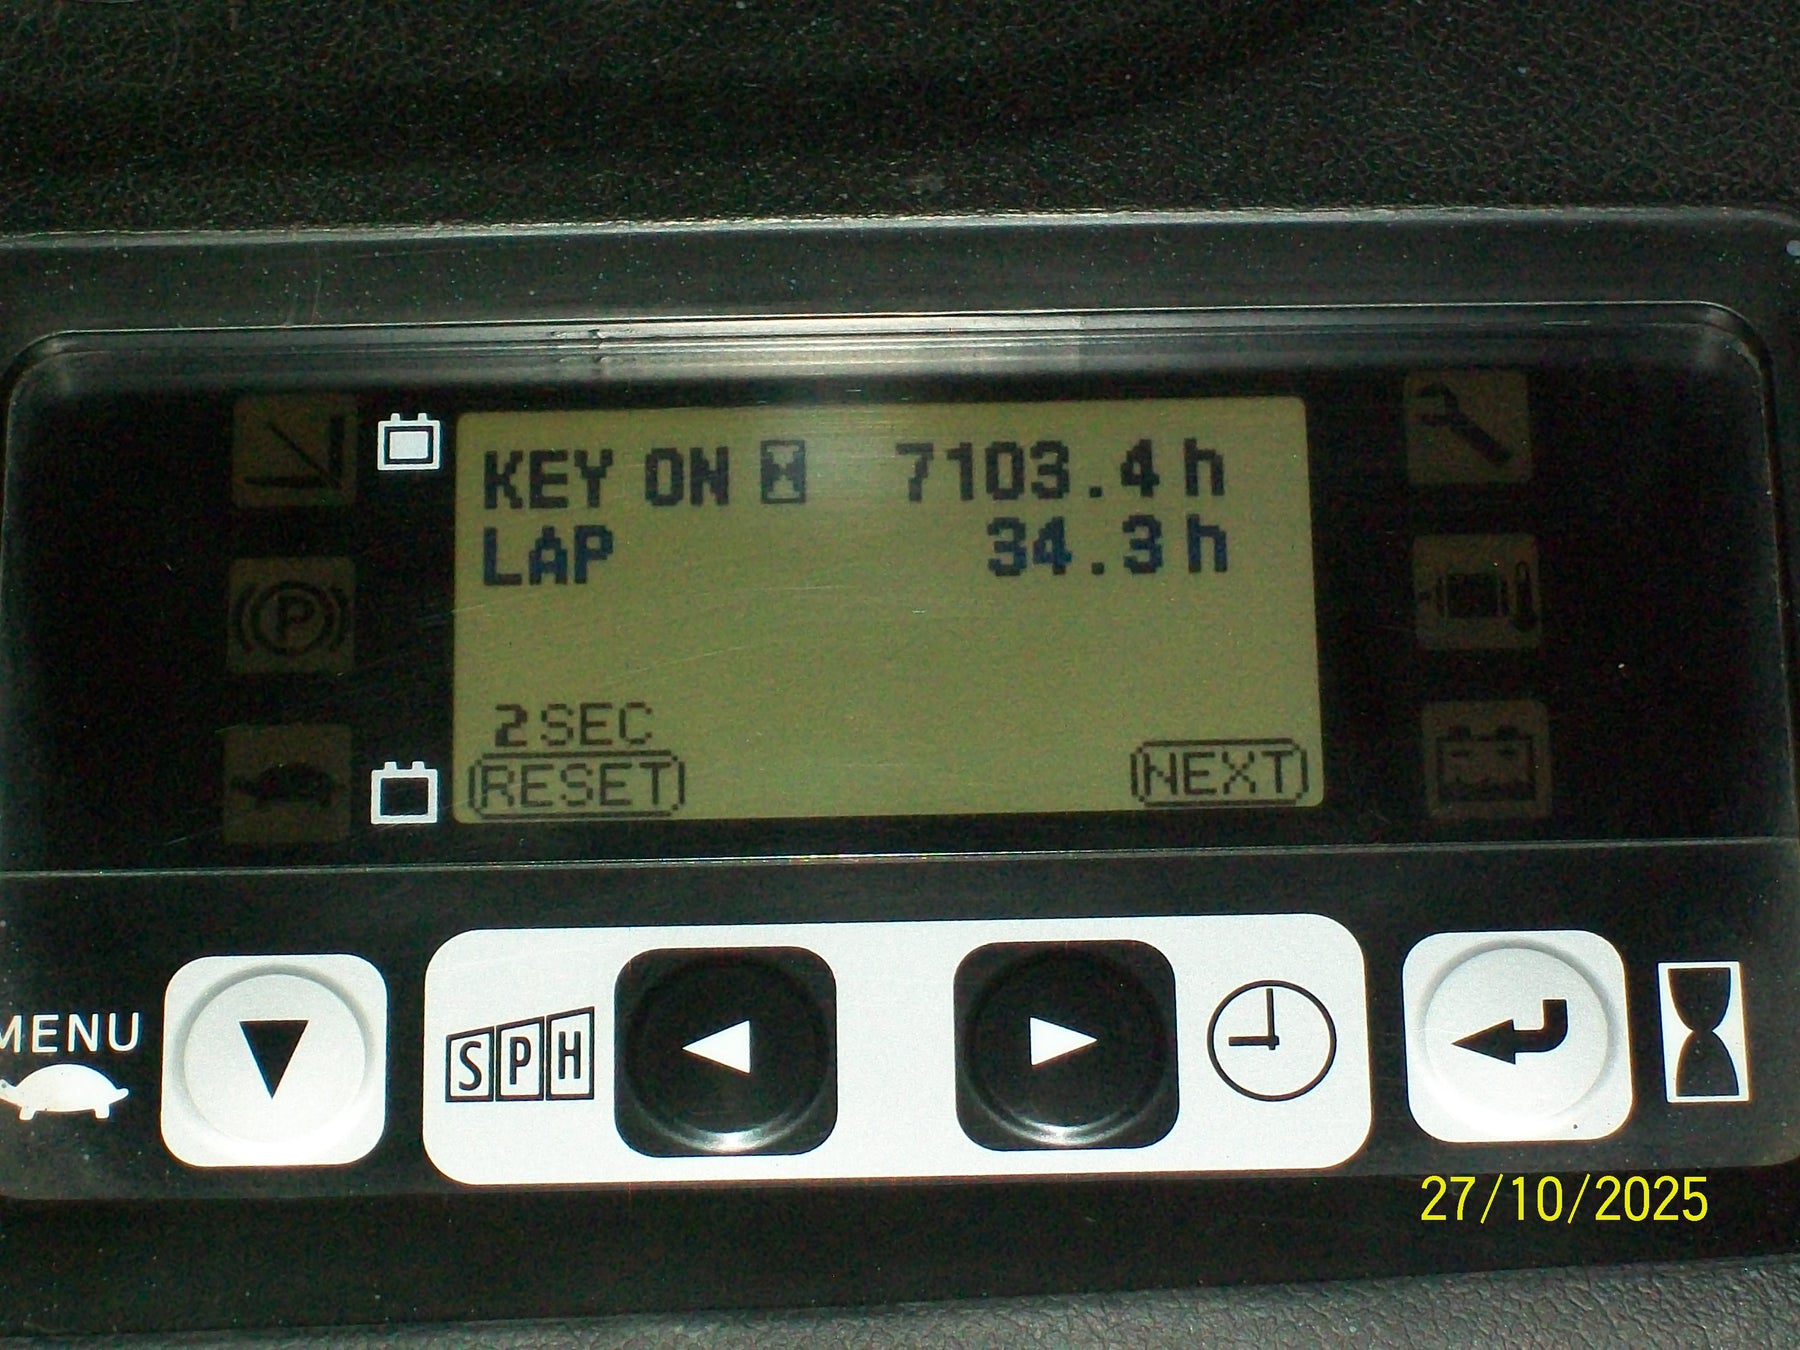 KEY ON 7103.4 h
LAP 34.3 h
2 SEC
RESET NEXT
P
MENU
SPH
27/10/2025